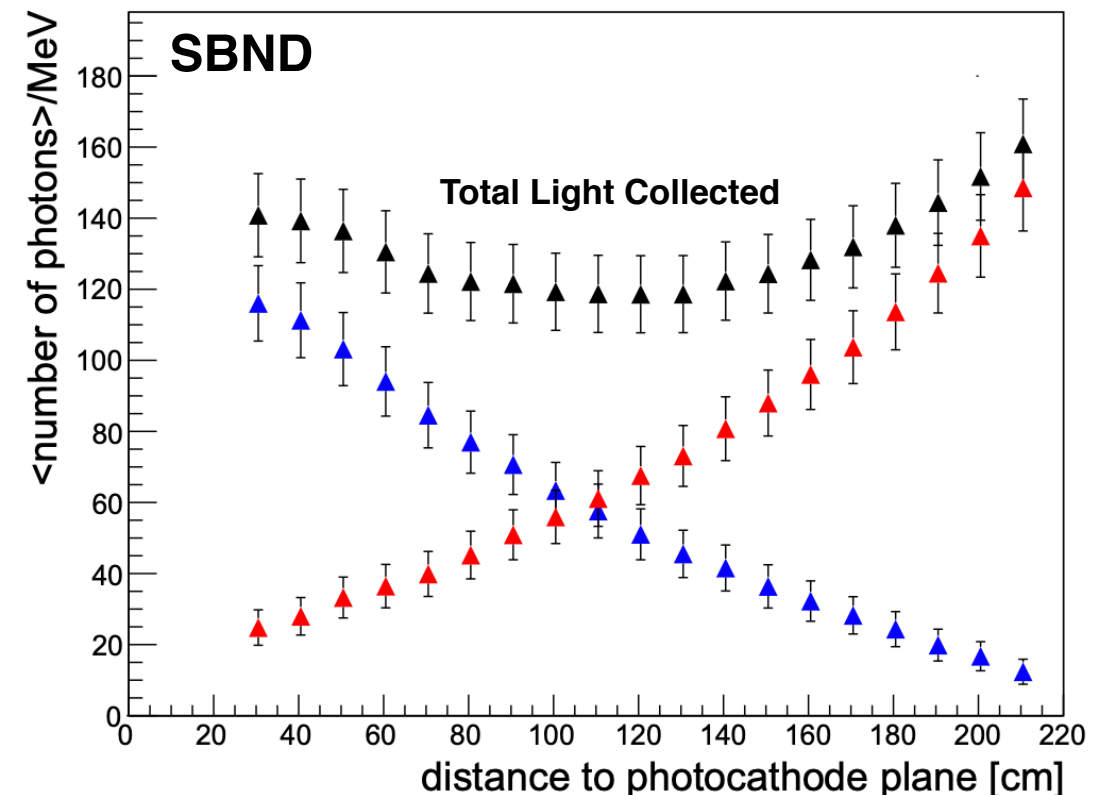 SBND
Total Light Collected
<number of photons>/MeV
180
160
140
120
100
80
60
40
20
0
0 20 40 60 80 100 120 140 160 180 200 220
distance to photocathode plane [cm]